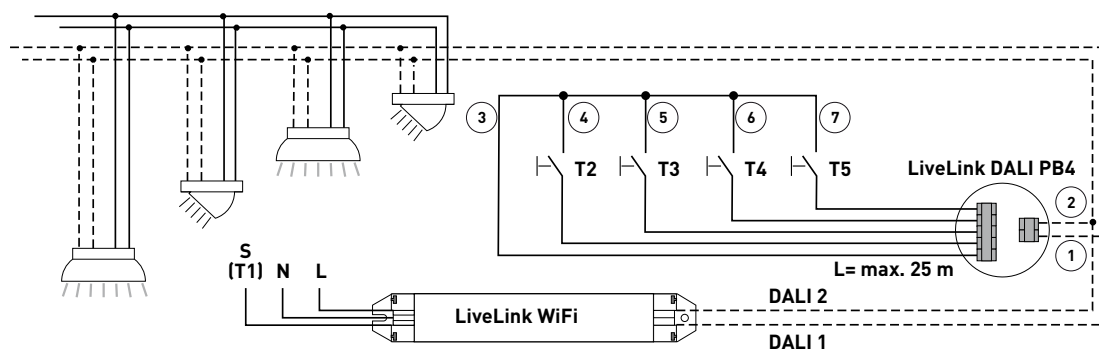 3
4
5
6
7
T2
T3
T4
T5
LiveLink DALI PB4
2
1
L= max. 25 m
S
(T1)
N
L
LiveLink WiFi
DALI 2
DALI 1